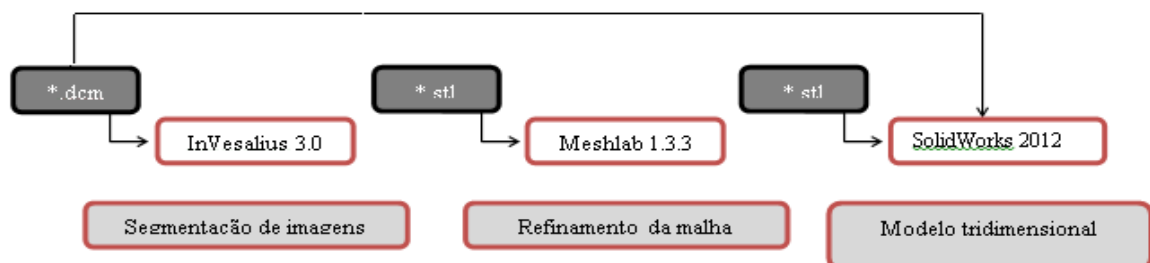 *.dcm
* stl
* stl
InVesalius 3.0
Meshlab 1.3.3
SolidWorks 2012
Segmentacão de imagens
Refinamento da malha
Modelo tridimensional